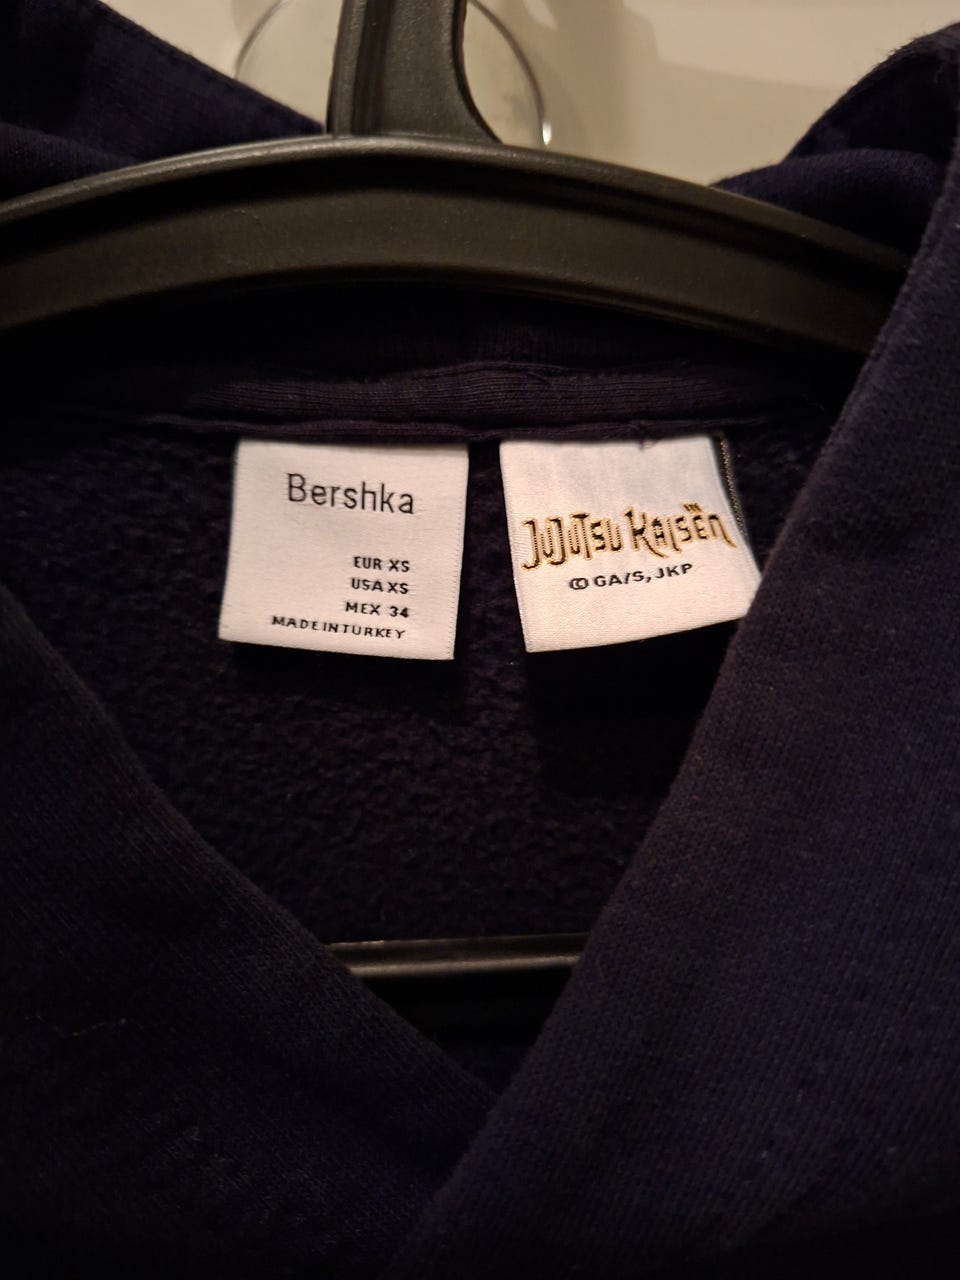 Bershka
EUR XS
USA XS
MEX 34
MADE IN TURKEY
JUJUTSU KAISEN
© GA/S, JKP